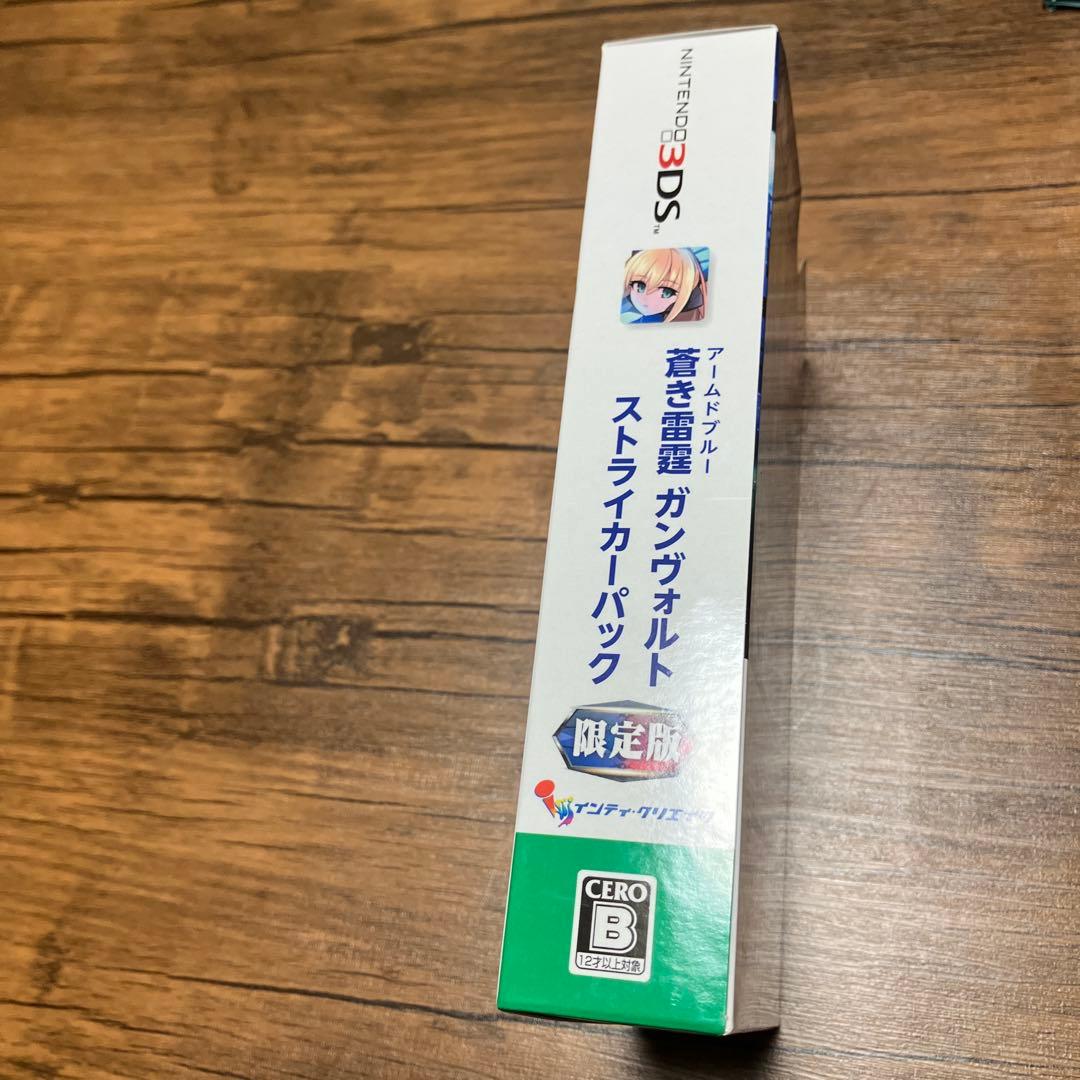 NINTENDO3DS™
アームドブルー
蒼き雷霆 ガンヴォルト
ストライカーパック
限定版
インティ・クリエイツ
CERO
B
12才以上対象